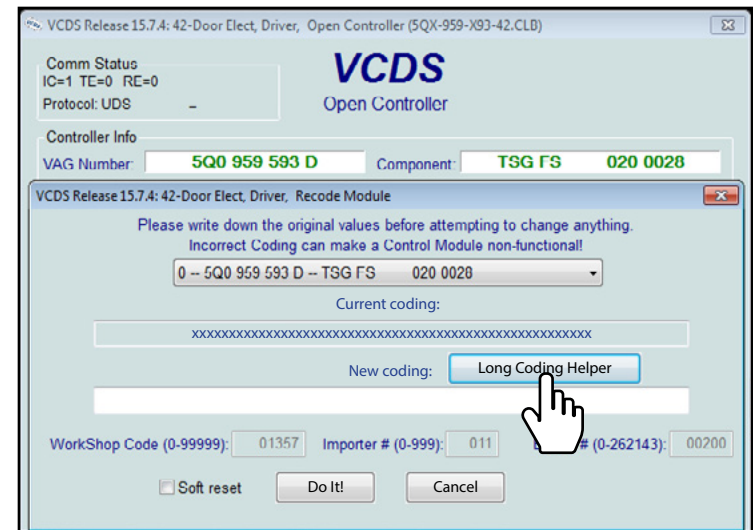 VCDS Release 15.7.4: 42-Door Elect, Driver, Open Controller (5QX-959-X93-42.CLB)
Comm Status
IC=1 TE=0 RE=0
Protocol: UDS –
VCDS
Open Controller
Controller Info
VAG Number: 5Q0 959 593 D Component: TSG FS 020 0028
VCDS Release 15.7.4: 42-Door Elect, Driver, Recode Module
Please write down the original values before attempting to change anything.
Incorrect Coding can make a Control Module non-functional!
0 -- 5Q0 959 593 D -- TSG FS 020 0028
Current coding:
xxxxxxxxxxxxxxxxxxxxxxxxxxxxxxxxxxxxxxxxxxxxxxxxxxxxxx
New coding: Long Coding Helper
WorkShop Code (0-99999): 01357 Importer # (0-999): 011 # (0-262143): 00200
Soft reset Do It! Cancel